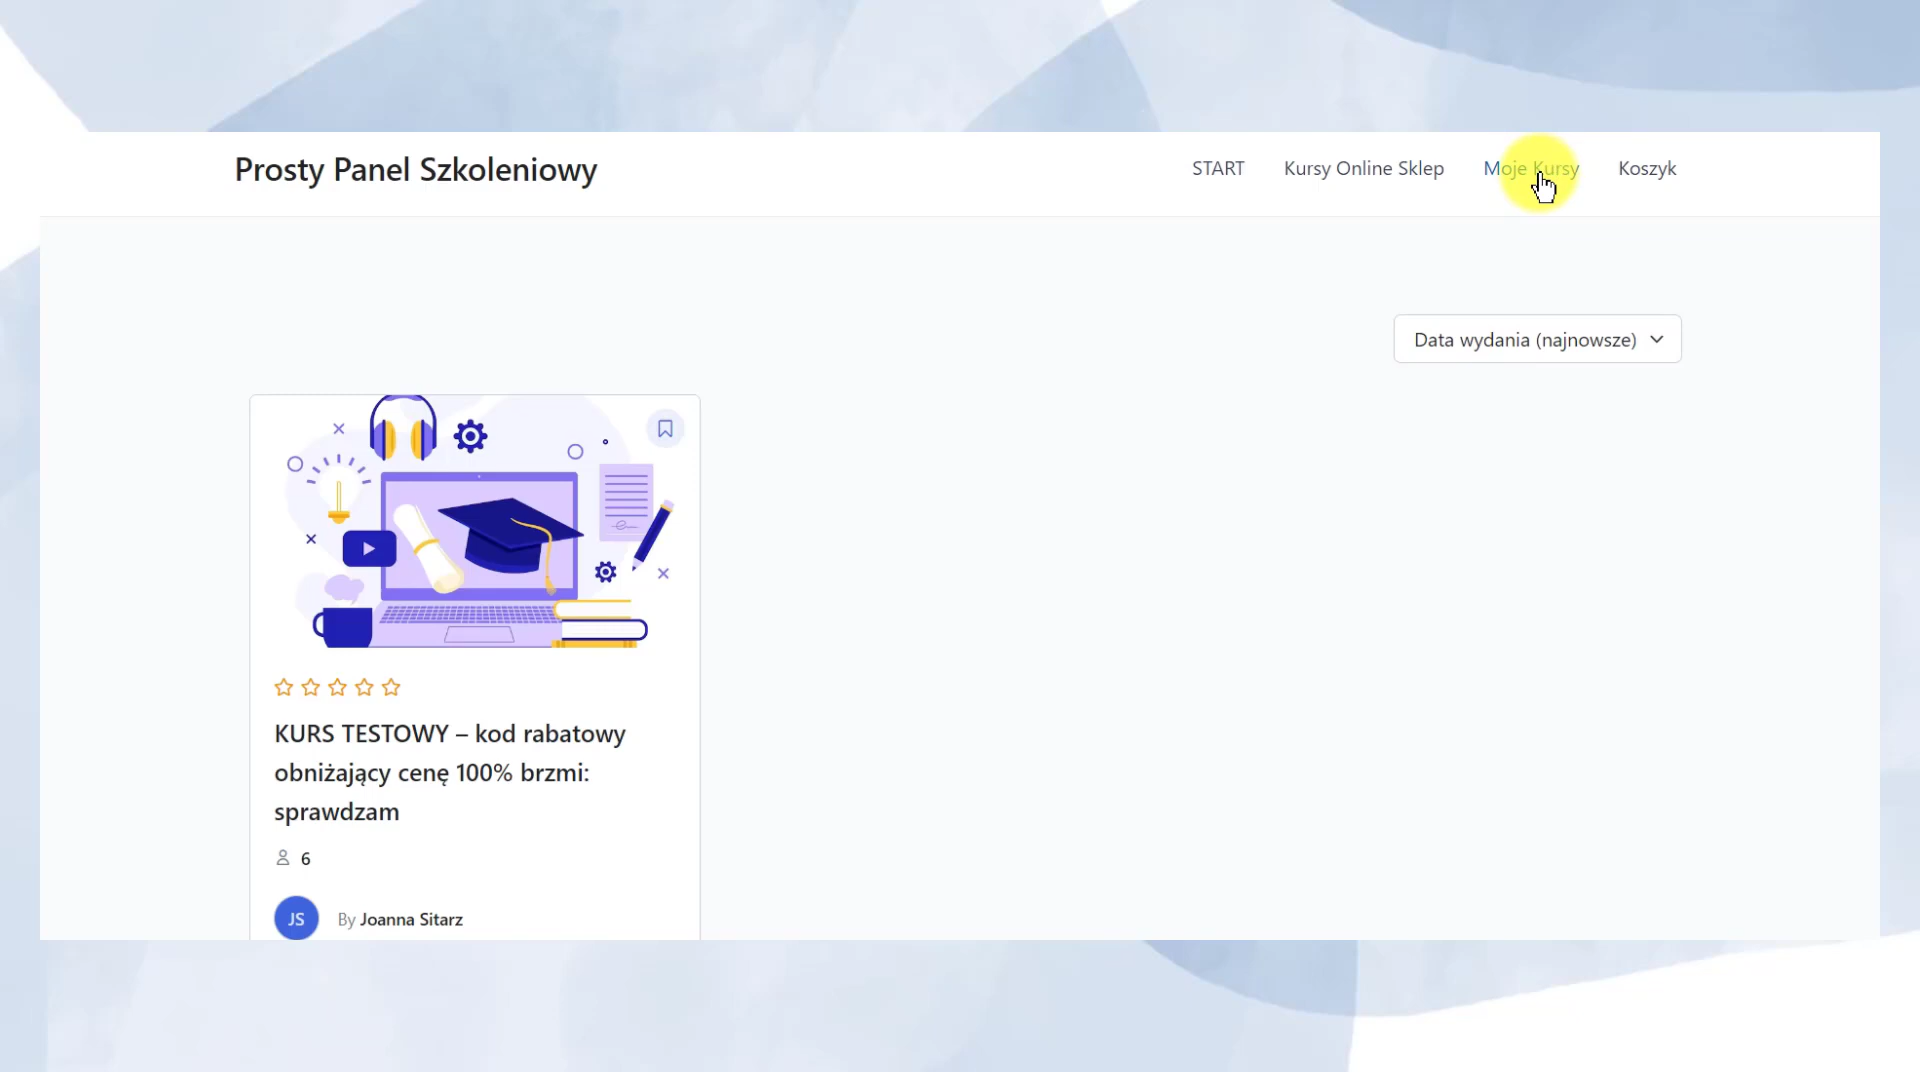 Prosty Panel Szkoleniowy
START Kursy Online Sklep Moje Kursy Koszyk
Data wydania (najnowsze)
KURS TESTOWY – kod rabatowy
obniżający cenę 100% brzmi:
sprawdzam
6
JS By Joanna Sitarz